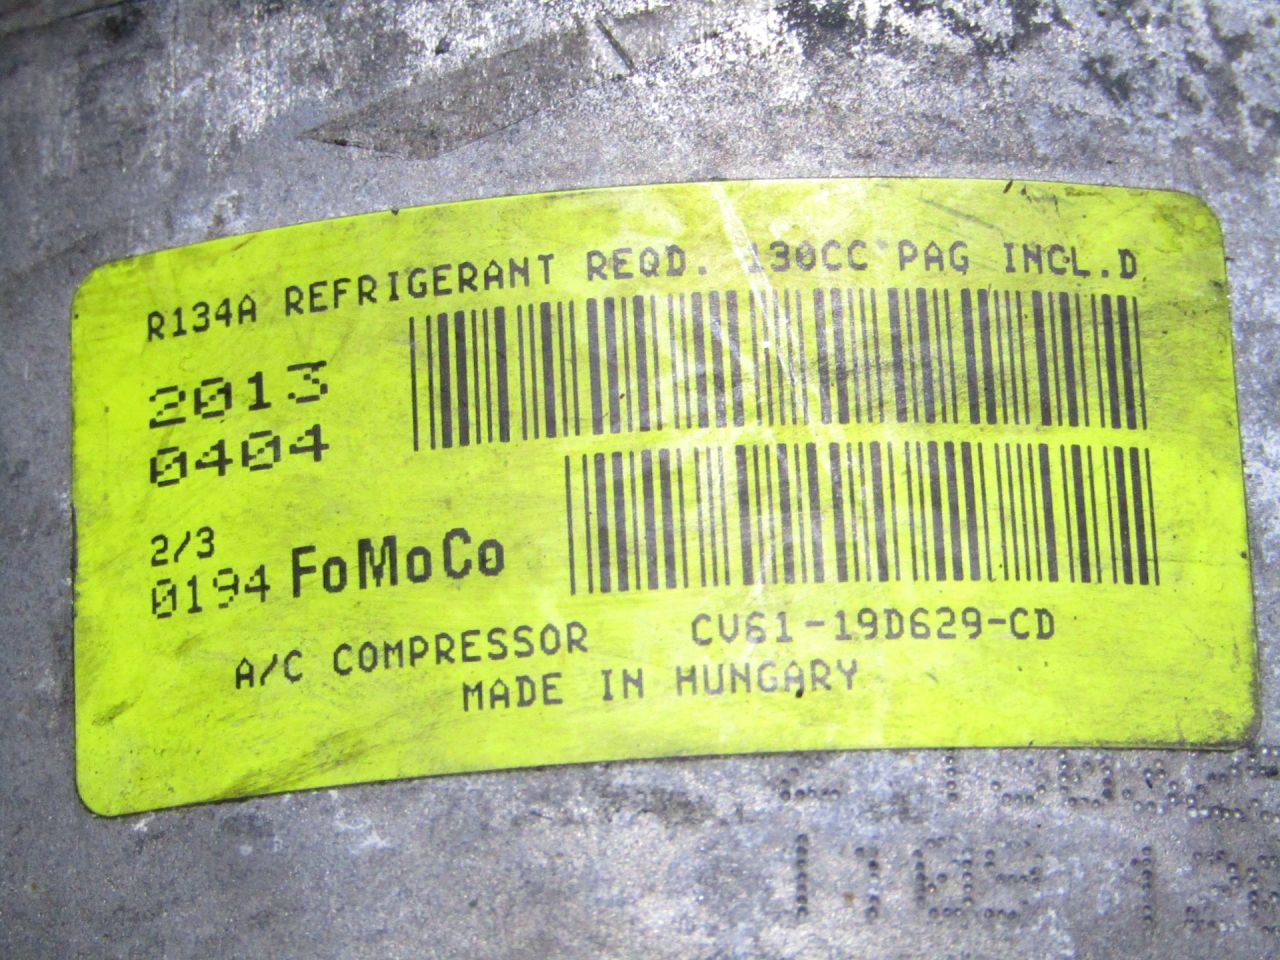 R134A REFRIGERANT REQD. 130CC PAG INCL.D
2013
0404
2/3
0194 FoMoCo
A/C COMPRESSOR CV61-19D629-CD
MADE IN HUNGARY